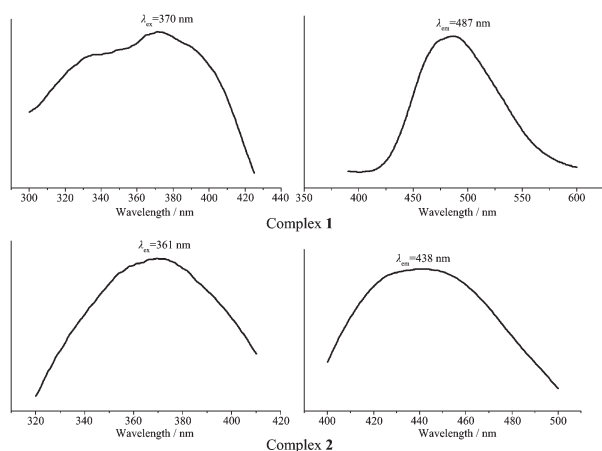 λex=370 nm
λem=487 nm
300 320 340 360 380 400 420 440
350 400 450 500 550 600
Wavelength / nm
Wavelength / nm
Complex 1
λex=361 nm
λem=438 nm
320 340 360 380 400 420
400 420 440 460 480 500
Wavelength / nm
Wavelength / nm
Complex 2